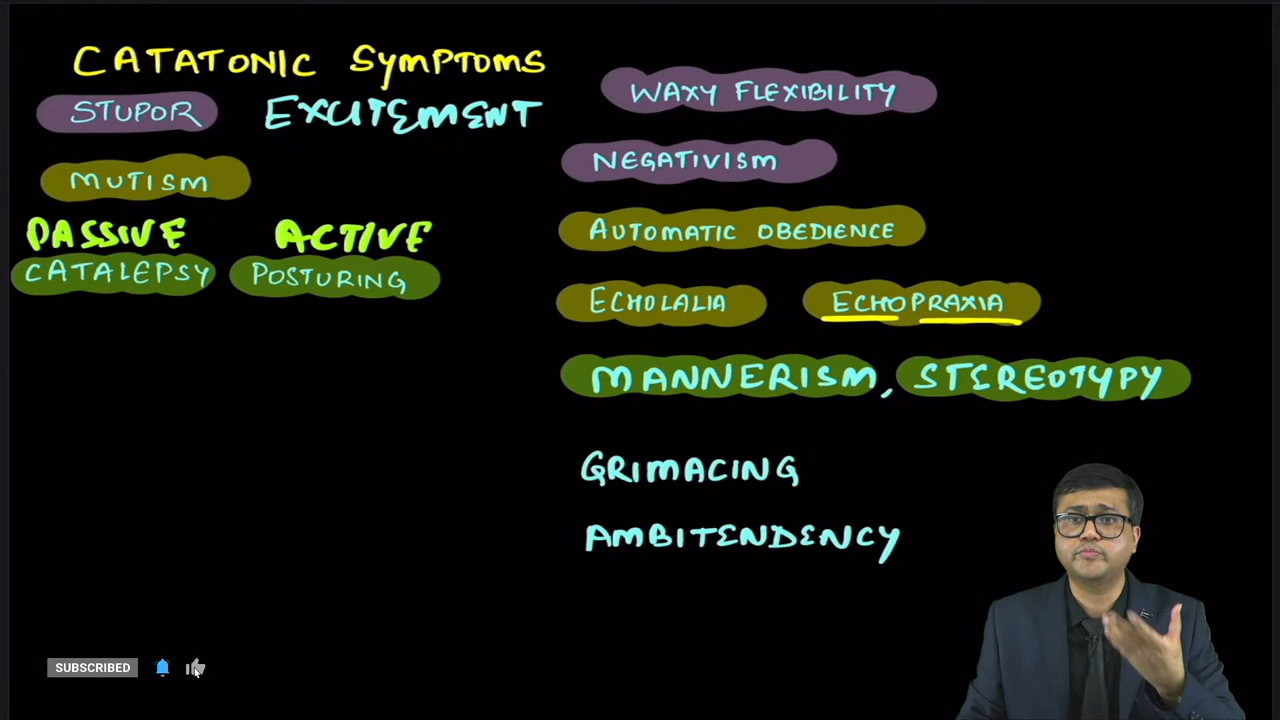 CATATONIC SYMPTOMS
STUPOR EXCITEMENT
MUTISM
PASSIVE ACTIVE
CATALEPSY POSTURING
WAXY FLEXIBILITY
NEGATIVISM
AUTOMATIC OBEDIENCE
ECHOLALIA ECHOPRAXIA
MANNERISM, STEREOTYPY
GRIMACING
AMBITENDENCY
SUBSCRIBED